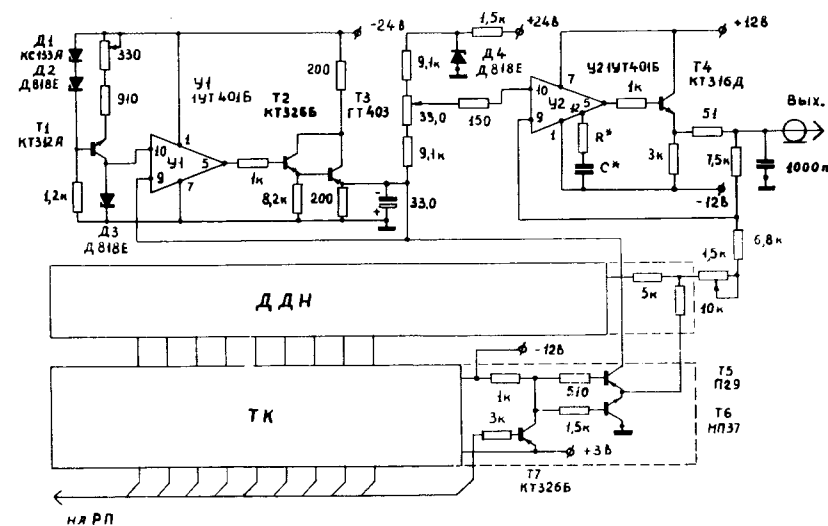 Д1
КС133А
Д2
Д818Е
330
910
Т1
КТ312А
1,2к
Д3
Д818Е
У1
1УТ401Б
10
9
У1
1
5
7
1к
Т2
КТ326Б
Т3
ГТ403
200
8,2к
200
-
+
33,0
-24В
9,1к
33,0
9,1к
1,5к
+24В
Д4
Д818Е
150
У2 1УТ401Б
10
9
У2
7
12
5
1
R*
C*
1к
+12В
Т4
КТ316Д
51
3к
-12В
Вых.
7,5к
1000п
6,8к
1,5к
10к
5к
ДДН
ТК
-12В
1к
510
3к
1,5к
+3В
Т5
П29
Т6
МП37
Т7
КТ326Б
на РП